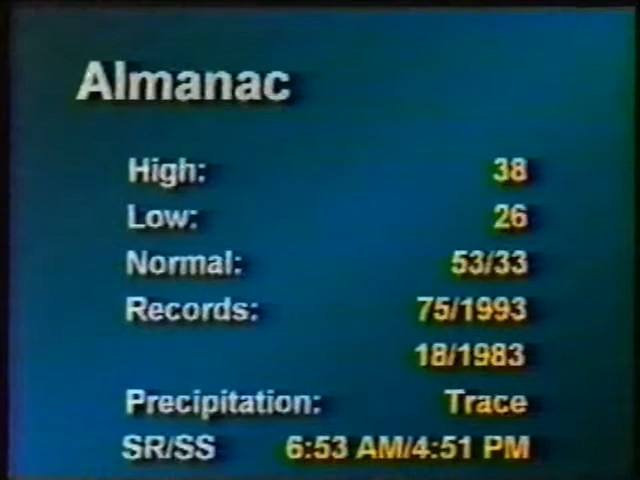 Almanac
High: 38
Low: 26
Normal: 53/33
Records: 75/1993
18/1983
Precipitation: Trace
SR/SS 6:53 AM/4:51 PM